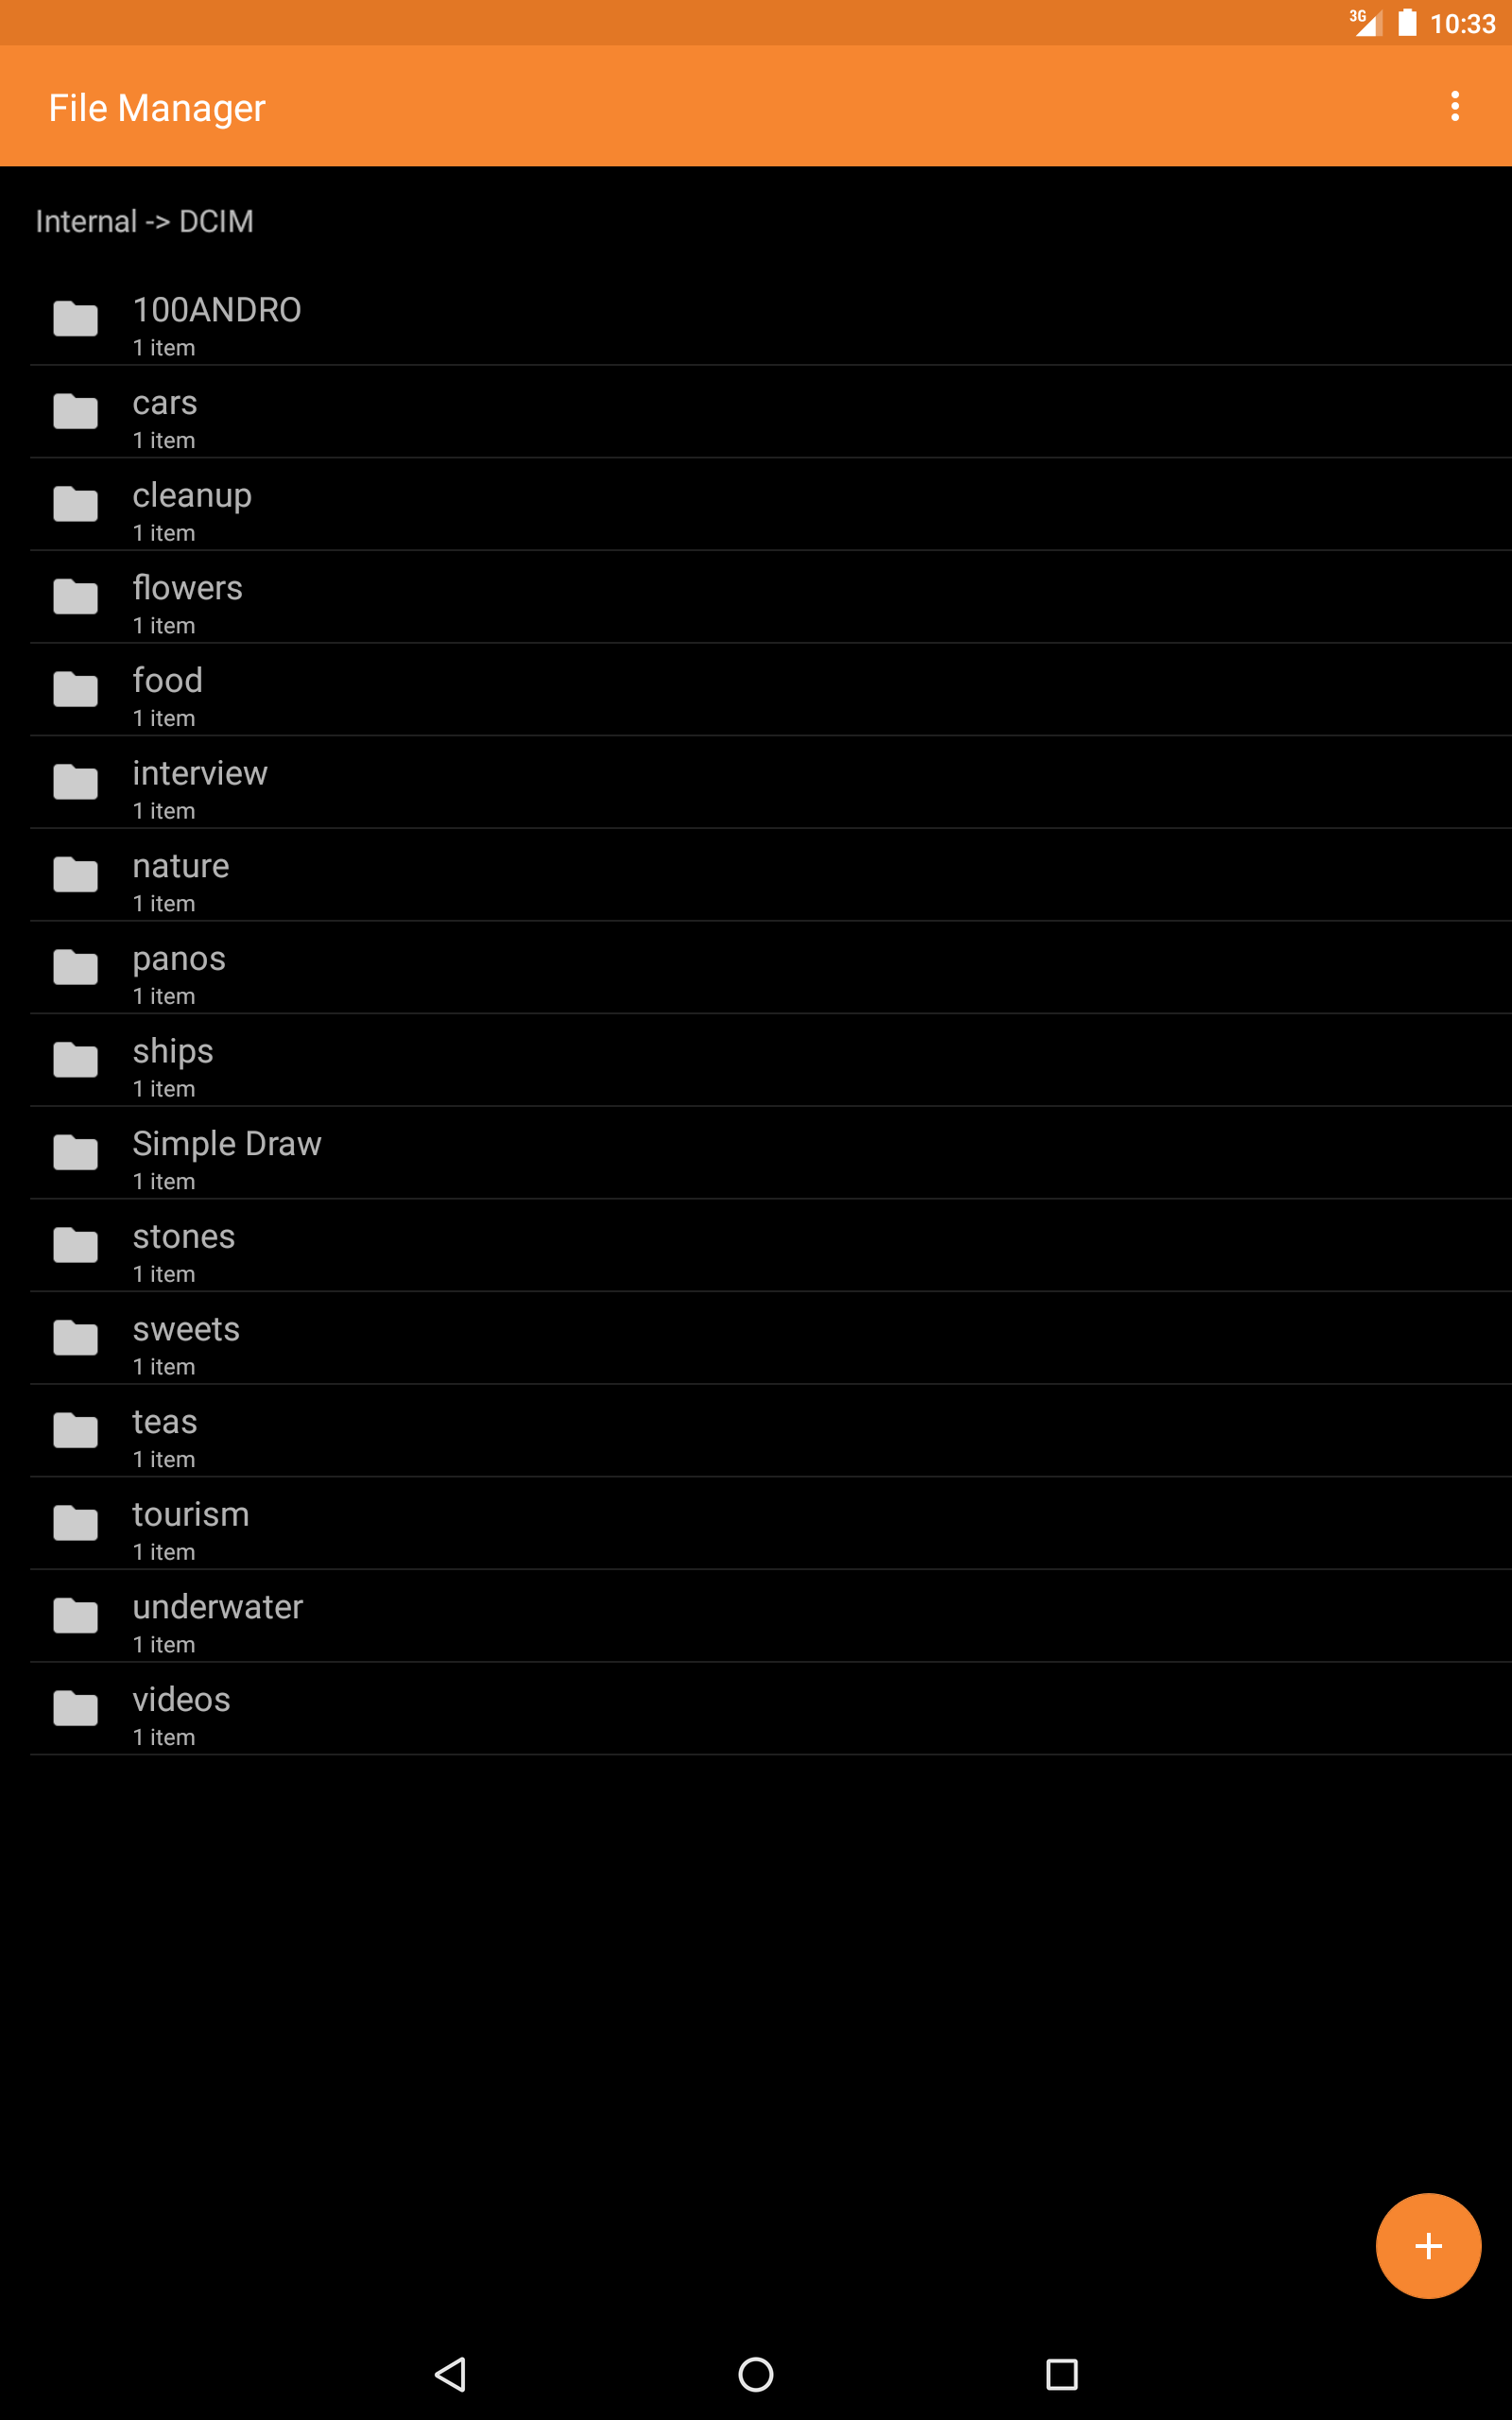 3G 10:33
File Manager
Internal -> DCIM
100ANDRO
1 item
cars
1 item
cleanup
1 item
flowers
1 item
food
1 item
interview
1 item
nature
1 item
panos
1 item
ships
1 item
Simple Draw
1 item
stones
1 item
sweets
1 item
teas
1 item
tourism
1 item
underwater
1 item
videos
1 item